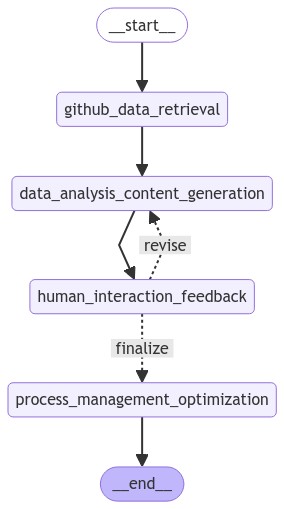 __start__
github_data_retrieval
data_analysis_content_generation
revise
human_interaction_feedback
finalize
process_management_optimization
__end__